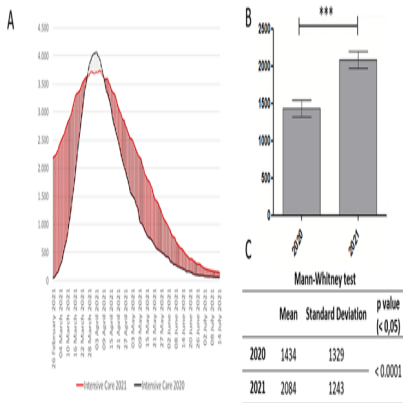 A
4.500
4.000
3.500
3.000
2.500
2.000
1.500
1.000
500
0
26 February 2021
04 March 2021
10 March 2021
16 March 2021
22 March 2021
28 March 2021
03 April 2021
09 April 2021
15 April 2021
21 April 2021
27 April 2021
03 May 2021
09 May 2021
15 May 2021
21 May 2021
27 May 2021
02 June 2021
08 June 2021
14 June 2021
20 June 2021
26 June 2021
02 July 2021
08 July 2021
14 July 2021
Intensive Care 2021 Intensive Care 2020
B
***
2500
2000
1500
1000
500
0
2020 2021
C
Mann-Whitney test
Mean Standard Deviation p value (< 0,05)
2020 1434 1329
< 0.0001
2021 2084 1243